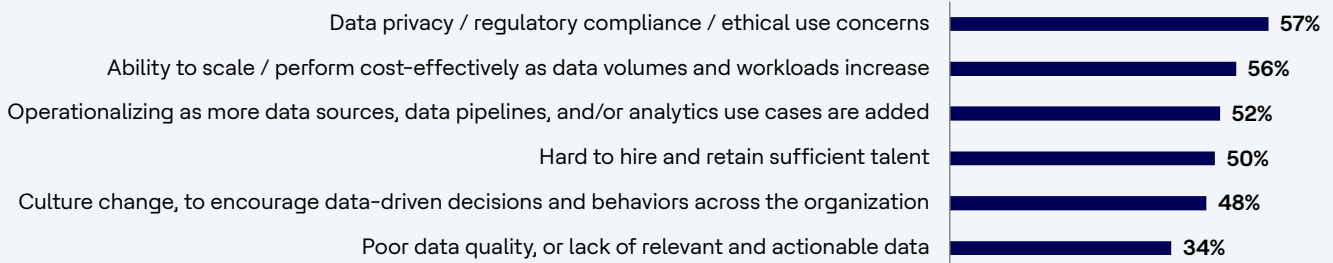 Data privacy / regulatory compliance / ethical use concerns 57%
Ability to scale / perform cost-effectively as data volumes and workloads increase 56%
Operationalizing as more data sources, data pipelines, and/or analytics use cases are added 52%
Hard to hire and retain sufficient talent 50%
Culture change, to encourage data-driven decisions and behaviors across the organization 48%
Poor data quality, or lack of relevant and actionable data 34%